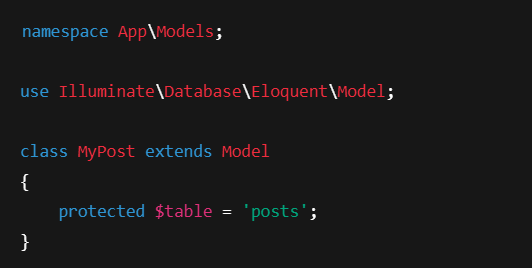 namespace App\Models;
use Illuminate\Database\Eloquent\Model;
class MyPost extends Model
{
    protected $table = 'posts';
}